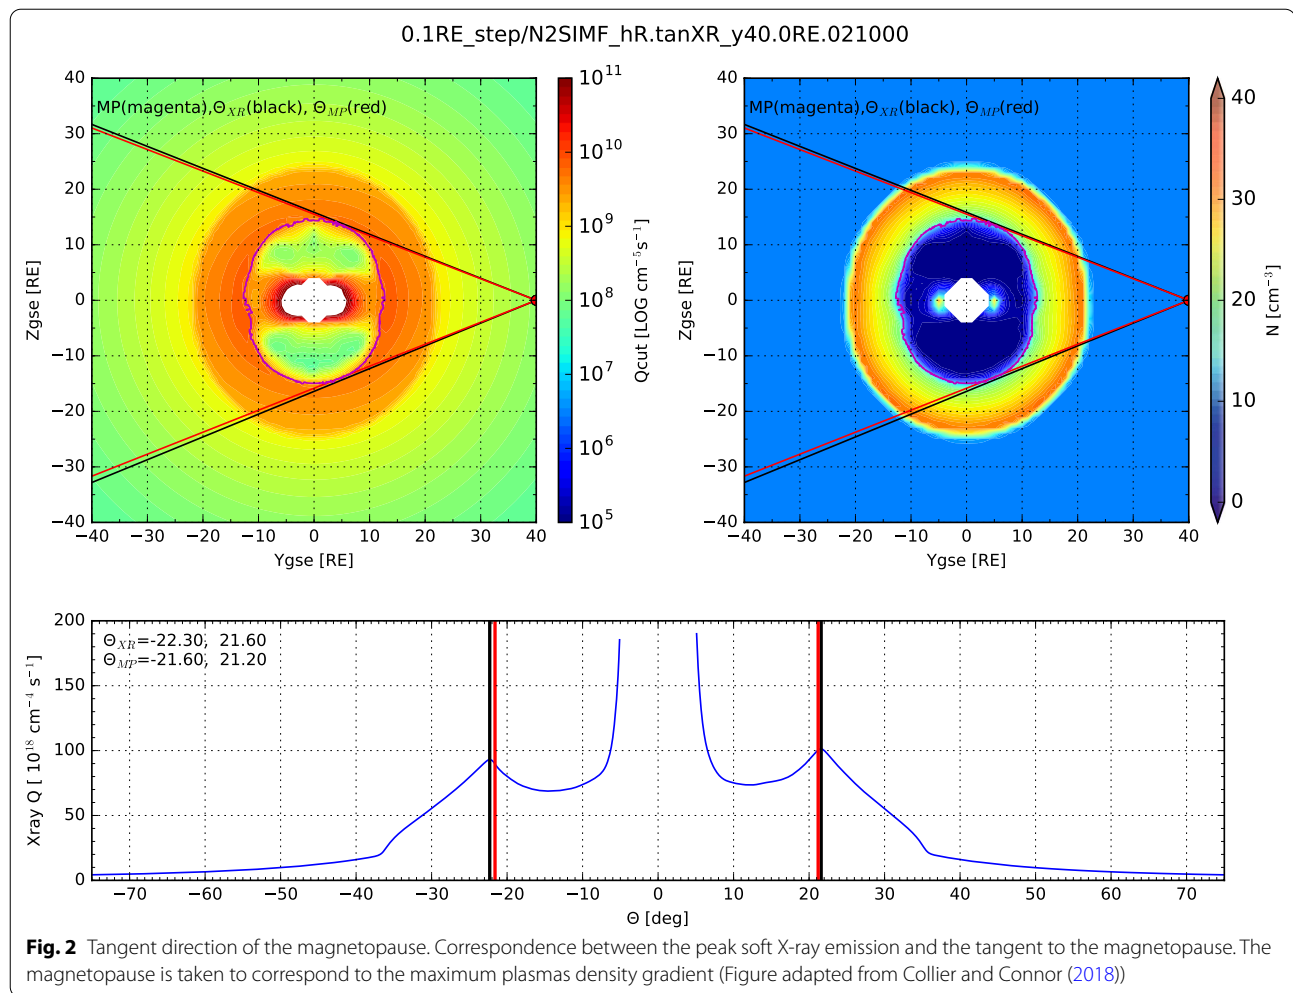 0.1RE_step/N2SIMF_hR.tanXR_y40.0RE.021000
MP(magenta),Θ_XR(black), Θ_MP(red)
40
30
20
10
0
−10
−20
−30
−40
Zgse [RE]
−40 −30 −20 −10 0 10 20 30 40
Ygse [RE]
10^11
10^10
10^9
10^8
10^7
10^6
10^5
Qcut [LOG cm^−5 s^−1]
MP(magenta),Θ_XR(black), Θ_MP(red)
40
30
20
10
0
−10
−20
−30
−40
Zgse [RE]
−40 −30 −20 −10 0 10 20 30 40
Ygse [RE]
40
30
20
10
0
N [cm^−3]
Θ_XR=-22.30, 21.60
Θ_MP=-21.60, 21.20
200
150
100
50
0
Xray Q [ 10^18 cm^−4 s^−1]
−70 −60 −50 −40 −30 −20 −10 0 10 20 30 40 50 60 70
Θ [deg]
Fig. 2 Tangent direction of the magnetopause. Correspondence between the peak soft X-ray emission and the tangent to the magnetopause. The
magnetopause is taken to correspond to the maximum plasmas density gradient (Figure adapted from Collier and Connor (2018))